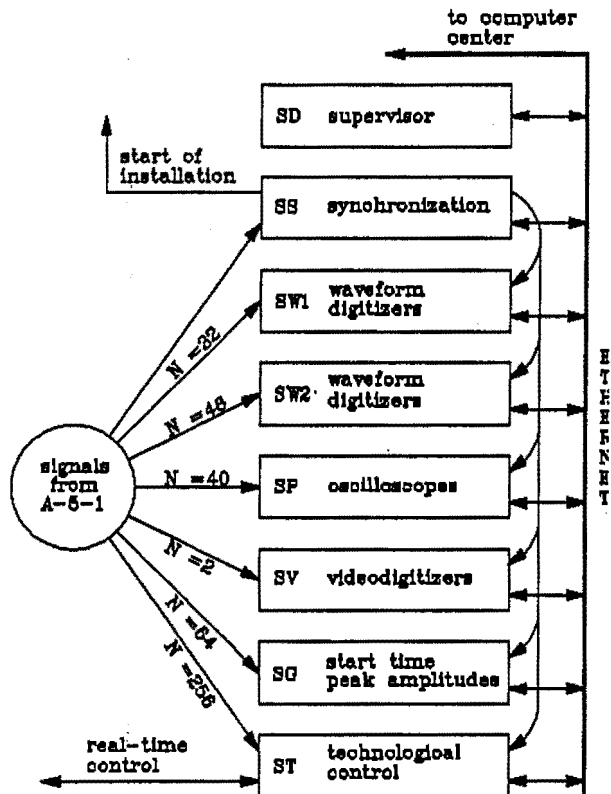 to computer
center
SD supervisor
start of
installation
SS synchronization
SW1 waveform
digitizers
N =32
SW2 waveform
digitizers
N =48
signals
from
A-5-1
N =40
SP oscilloscopes
N =2
SV videodigitizers
N =64
SG start time
peak amplitudes
N =256
real-time
control
ST technological
control
ETHERNET